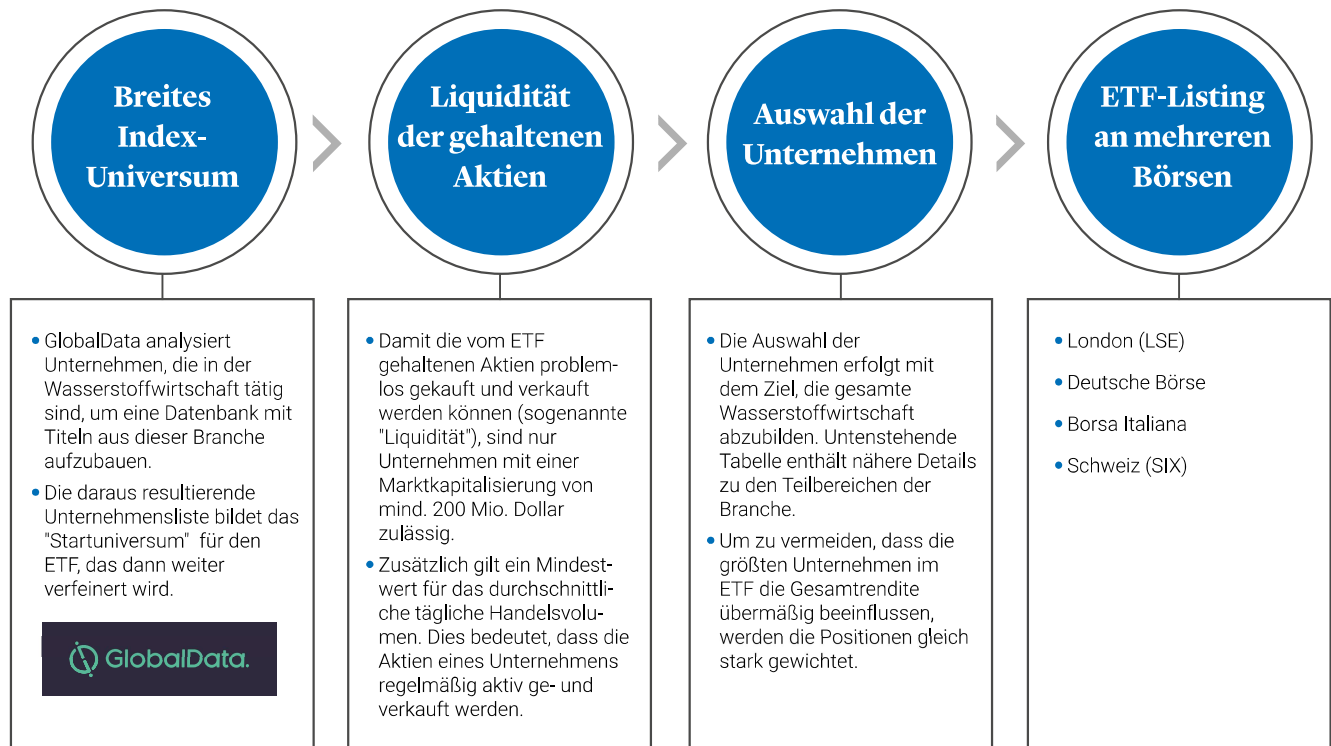 Breites
Index-
Universum
Liquidität
der gehaltenen
Aktien
Auswahl der
Unternehmen
ETF-Listing
an mehreren
Börsen
• GlobalData analysiert
Unternehmen, die in der
Wasserstoffwirtschaft tätig
sind, um eine Datenbank mit
Titeln aus dieser Branche
aufzubauen.
• Die daraus resultierende
Unternehmensliste bildet das
"Startuniversum" für den
ETF, das dann weiter
verfeinert wird.
GlobalData.
• Damit die vom ETF
gehaltenen Aktien problem-
los gekauft und verkauft
werden können (sogenannte
"Liquidität"), sind nur
Unternehmen mit einer
Marktkapitalisierung von
mind. 200 Mio. Dollar
zulässig.
• Zusätzlich gilt ein Mindest-
wert für das durchschnittli-
che tägliche Handelsvolu-
men. Dies bedeutet, dass die
Aktien eines Unternehmens
regelmäßig aktiv ge- und
verkauft werden.
• Die Auswahl der
Unternehmen erfolgt mit
dem Ziel, die gesamte
Wasserstoffwirtschaft
abzubilden. Untenstehende
Tabelle enthält nähere Details
zu den Teilbereichen der
Branche.
• Um zu vermeiden, dass die
größten Unternehmen im
ETF die Gesamtrendite
übermäßig beeinflussen,
werden die Positionen gleich
stark gewichtet.
• London (LSE)
• Deutsche Börse
• Borsa Italiana
• Schweiz (SIX)